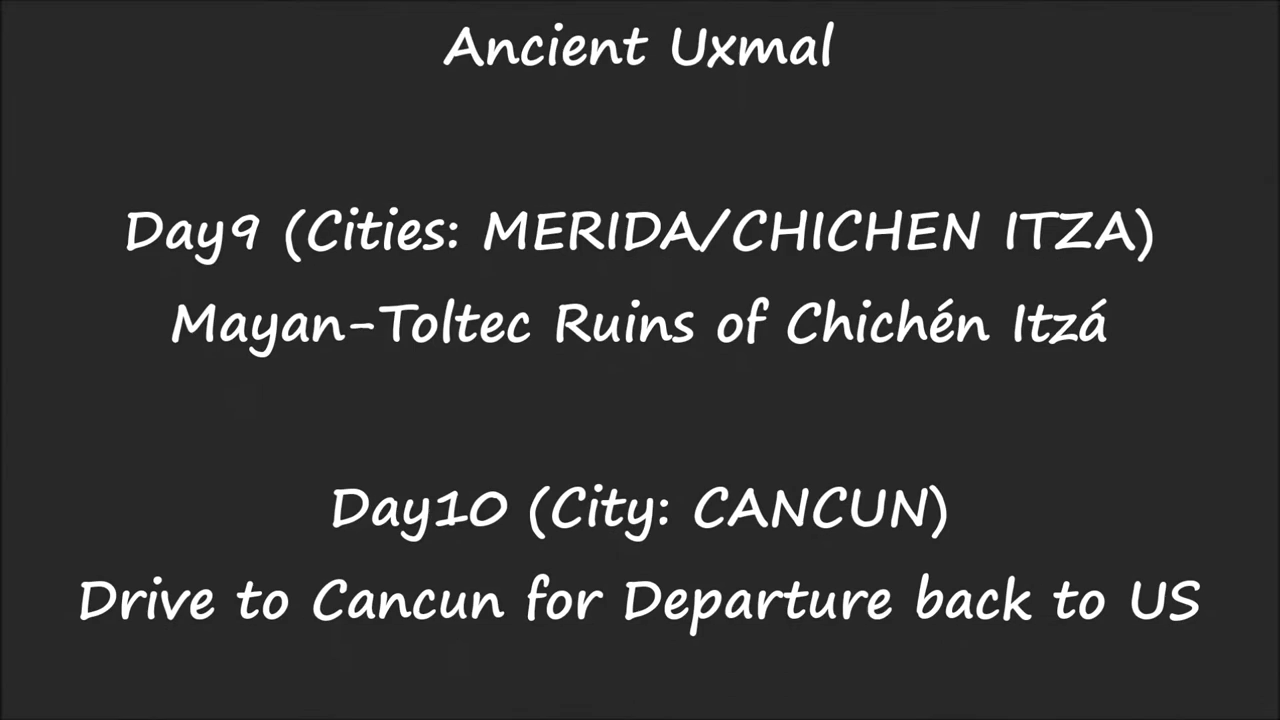 Ancient Uxmal
Day9 (Cities: MERIDA/CHICHEN ITZA)
Mayan-Toltec Ruins of Chichén Itzá
Day10 (City: CANCUN)
Drive to Cancun for Departure back to US